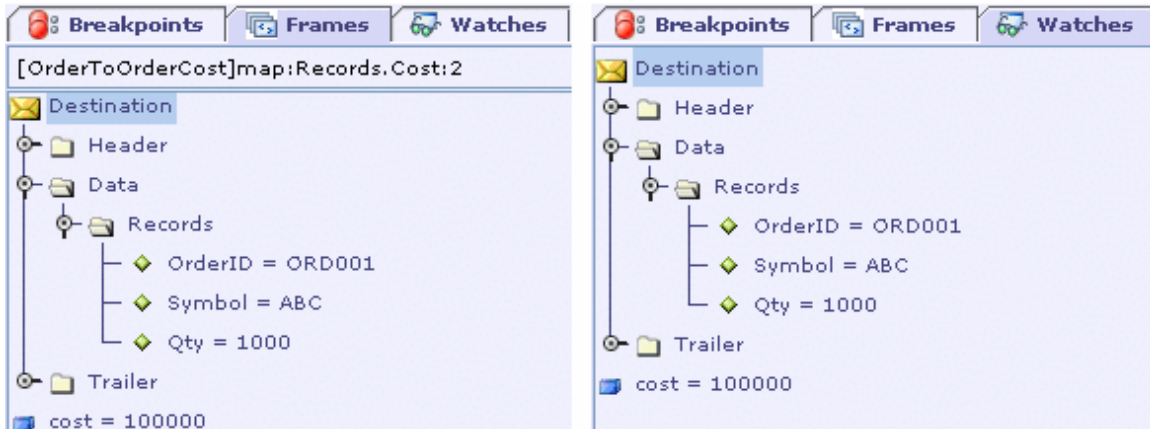 Breakpoints Frames Watches
[OrderToOrderCost]map:Records.Cost:2
Destination
Header
Data
Records
OrderID = ORD001
Symbol = ABC
Qty = 1000
Trailer
cost = 100000
Breakpoints Frames Watches
Destination
Header
Data
Records
OrderID = ORD001
Symbol = ABC
Qty = 1000
Trailer
cost = 100000